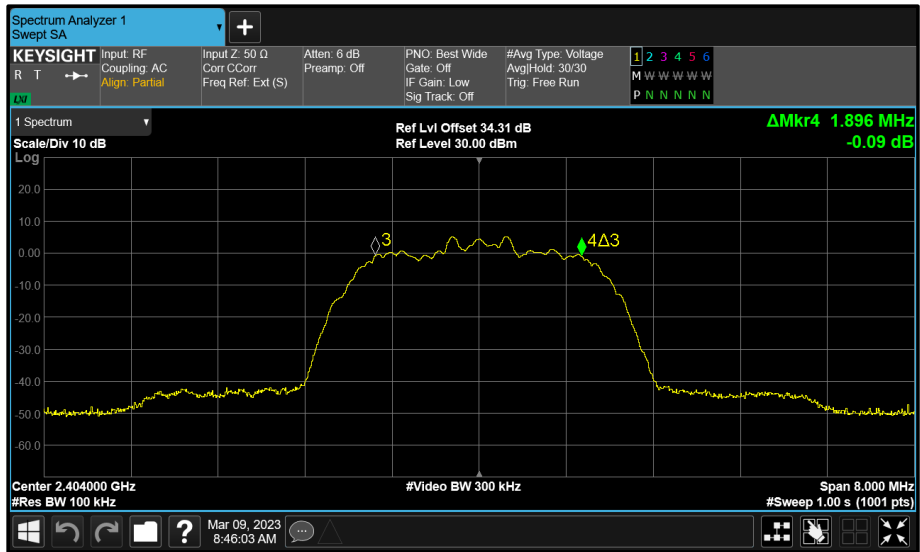 Spectrum Analyzer 1
Swept SA
+
KEYSIGHT
R T
LXI
Input: RF
Coupling: AC
Align: Partial
Input Z: 50 Ω
Corr CCorr
Freq Ref: Ext (S)
Atten: 6 dB
Preamp: Off
PNO: Best Wide
Gate: Off
IF Gain: Low
Sig Track: Off
#Avg Type: Voltage
Avg|Hold: 30/30
Trig: Free Run
1 2 3 4 5 6
M W W W W W
P N N N N N
1 Spectrum
Scale/Div 10 dB
Log
Ref Lvl Offset 34.31 dB
Ref Level 30.00 dBm
ΔMkr4 1.896 MHz
-0.09 dB
20.0
10.0
0.00
-10.0
-20.0
-30.0
-40.0
-50.0
-60.0
3
4Δ3
Center 2.404000 GHz
#Res BW 100 kHz
#Video BW 300 kHz
Span 8.000 MHz
#Sweep 1.00 s (1001 pts)
?
Mar 09, 2023
8:46:03 AM